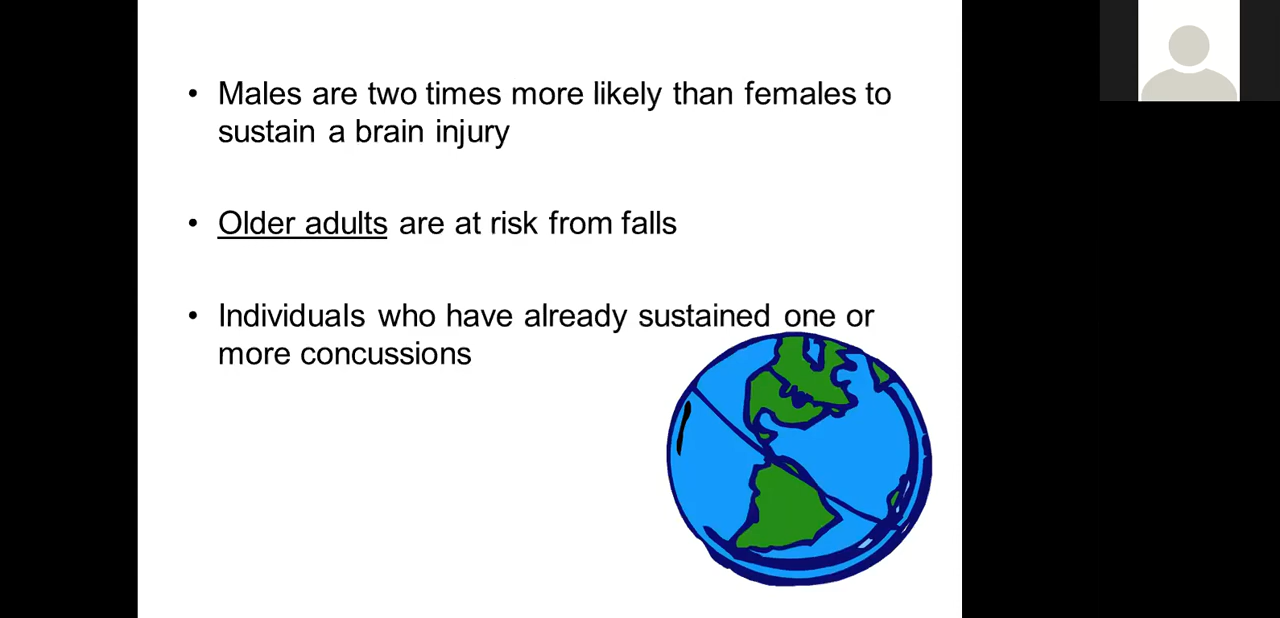 • Males are two times more likely than females to
sustain a brain injury
• Older adults are at risk from falls
• Individuals who have already sustained one or
more concussions